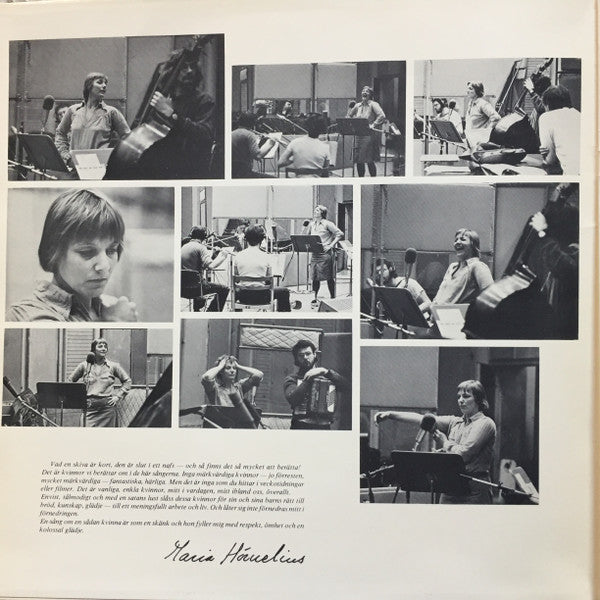 Vad en skiva är kort, den är slut i ett nafs — och så finns det så mycket att berätta!
Det är kvinnor vi berättar om i de här sångerna. Inga märkvärdiga kvinnor — jo förresten,
mycket märkvärdiga — fantastiska, härliga. Men det är inga som du hittar i veckotidningar
eller filmer. Det är vanliga, enkla kvinnor, mitt i vardagen, mitt ibland oss, överallt.
Envist, tålmodigt och med en satans lust slåss dessa kvinnor för sin och sina barns rätt till
bröd, kunskap, glädje — till ett meningsfullt arbete och liv. Och låter sig inte förnedras mitt i
förnedringen.
En sång om en sådan kvinna är som en skänk och hon fyller mig med respekt, ömhet och en
kolossal glädje.
Maria Hörnelius